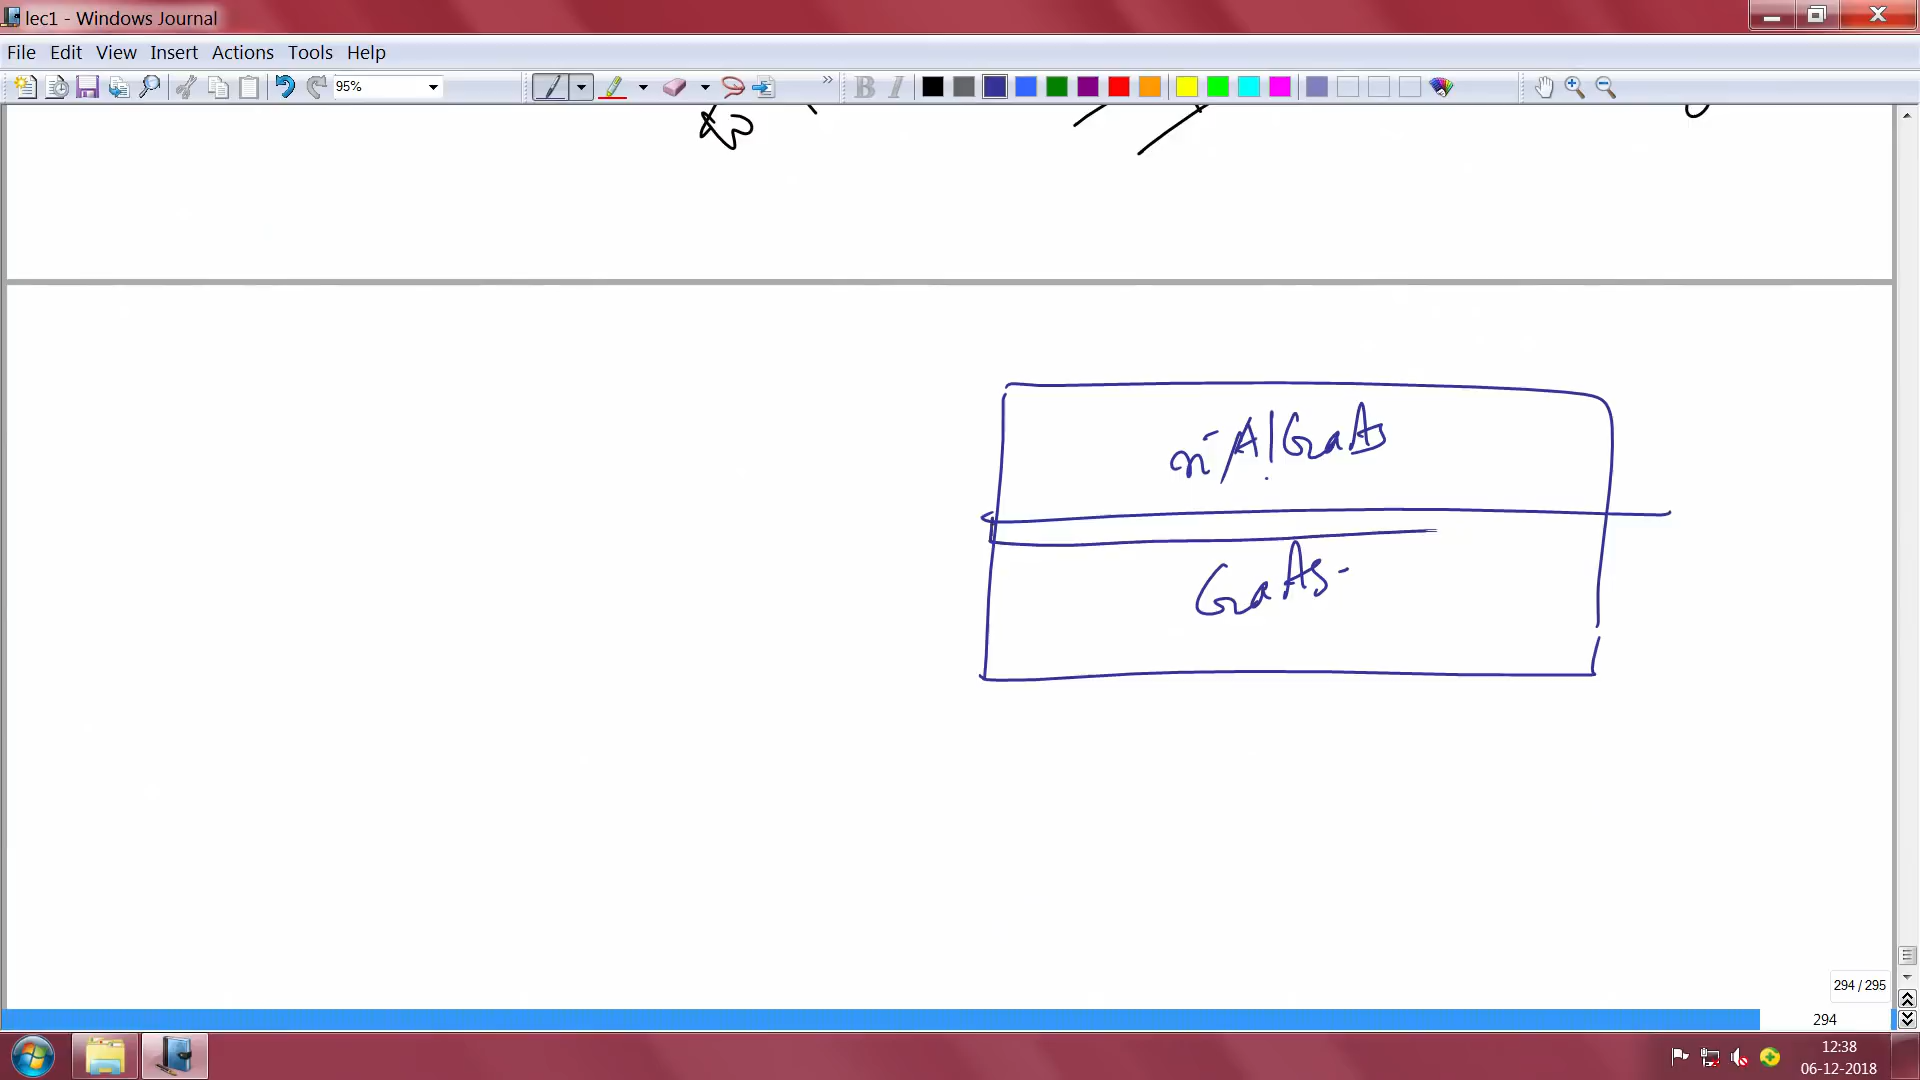 lec1 - Windows Journal
File Edit View Insert Actions Tools Help
95%
B I
n-AlGaAs
GaAs-
294 / 295
294
12:38
06-12-2018